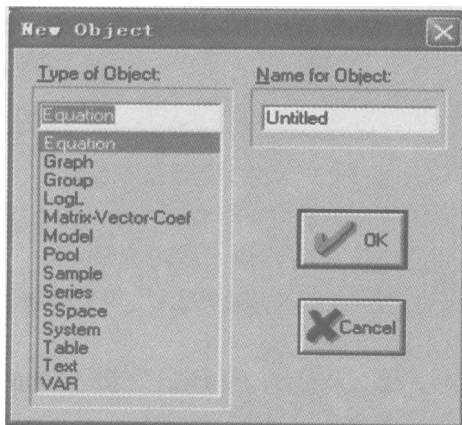 New Object
Type of Object:
Equation
Equation
Graph
Group
LogL
Matrix-Vector-Coef
Model
Pool
Sample
Series
SSpace
System
Table
Text
VAR
Name for Object:
Untitled
OK
Cancel